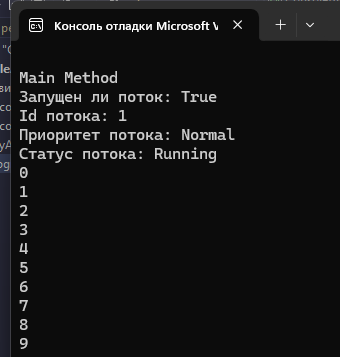 Консоль отладки Microsoft V
Main Method
Запущен ли поток: True
Id потока: 1
Приоритет потока: Normal
Статус потока: Running
0
1
2
3
4
5
6
7
8
9